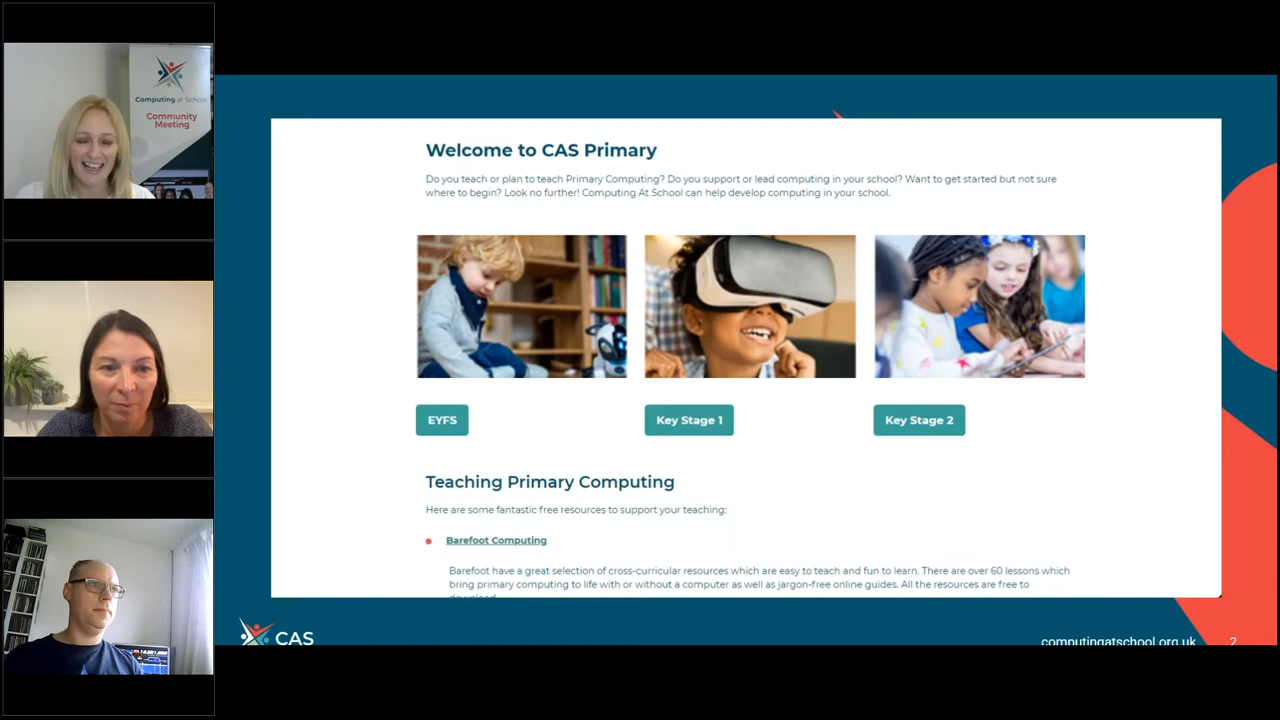 Computing at School
Community
Meeting
Welcome to CAS Primary
Do you teach or plan to teach Primary Computing? Do you support or lead computing in your school? Want to get started but not sure
where to begin? Look no further! Computing At School can help develop computing in your school.
EYFS
Key Stage 1
Key Stage 2
Teaching Primary Computing
Here are some fantastic free resources to support your teaching:
Barefoot Computing
Barefoot have a great selection of cross-curricular resources which are easy to teach and fun to learn. There are over 60 lessons which
bring primary computing to life with or without a computer as well as jargon-free online guides. All the resources are free to
download.
CAS
computingatschool.org.uk
2